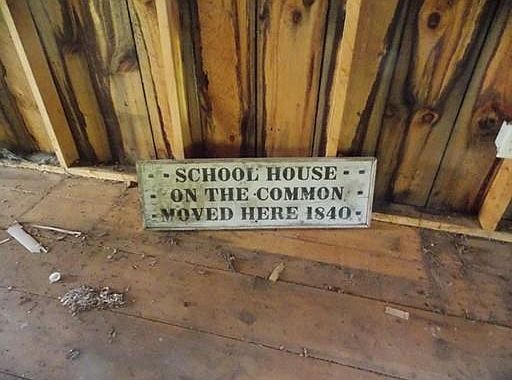 - SCHOOL HOUSE -
- ON THE COMMON -
- MOVED HERE 1840 -